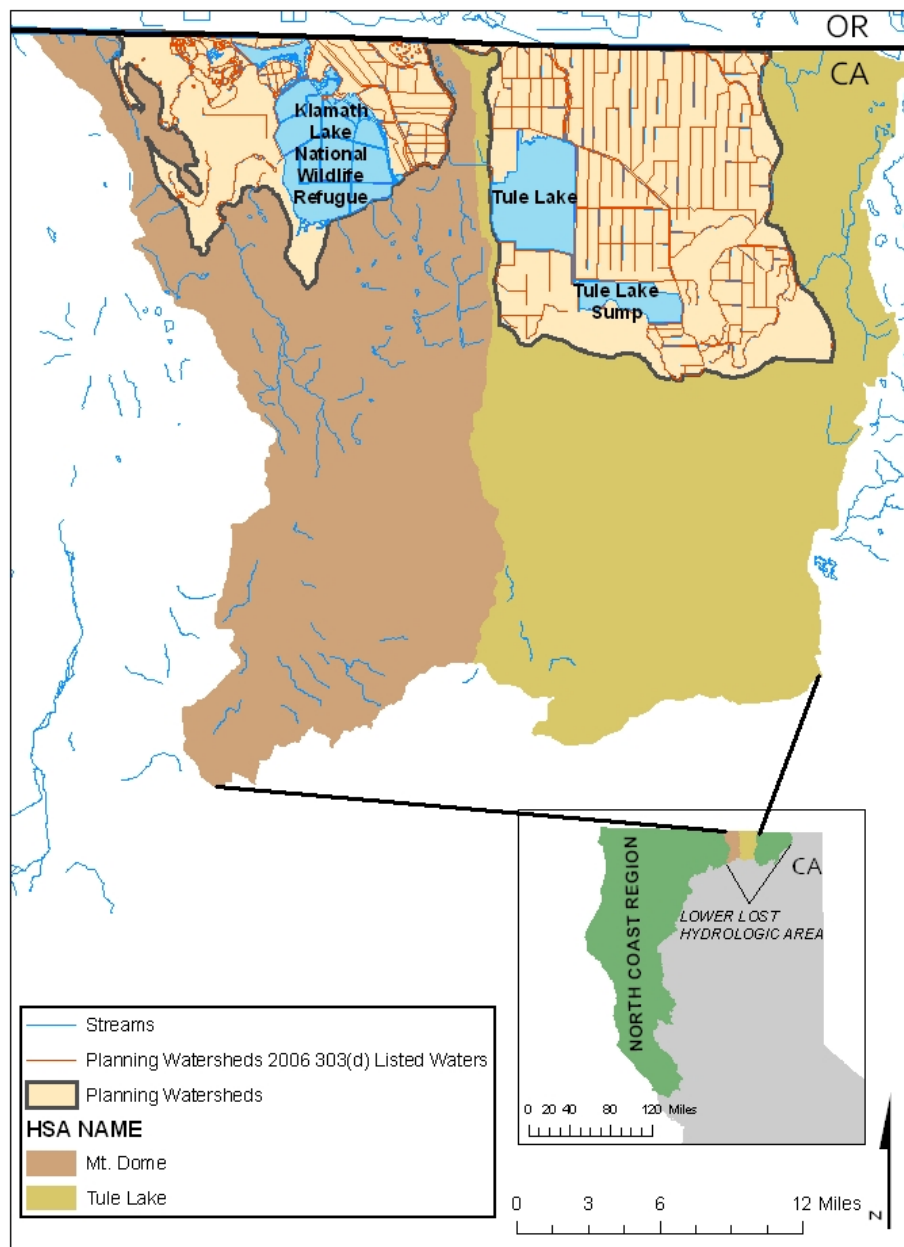 OR
CA
Klamath
Lake
National
Wildlife
Refugue
Tule Lake
Tule Lake
Sump
NORTH COAST REGION
CA
LOWER LOST
HYDROLOGIC AREA
0 20 40 80 120 Miles
Streams
Planning Watersheds 2006 303(d) Listed Waters
Planning Watersheds
HSA NAME
Mt. Dome
Tule Lake
0 3 6 12 Miles
N